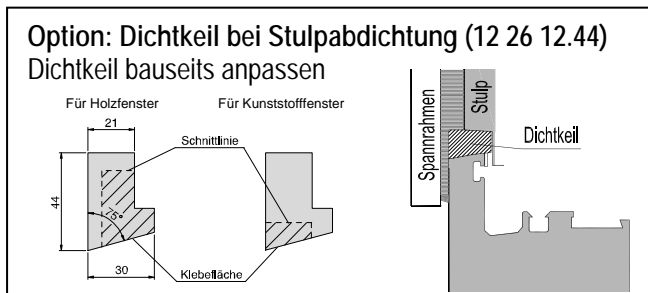 Option: Dichtkeil bei Stulpabdichtung (12 26 12.44)
Dichtkeil bauseits anpassen
Für Holzfenster
Für Kunststofffenster
21
Schnittlinie
44
75°
30
Klebefläche
Spannrahmen
Stulp
Dichtkeil